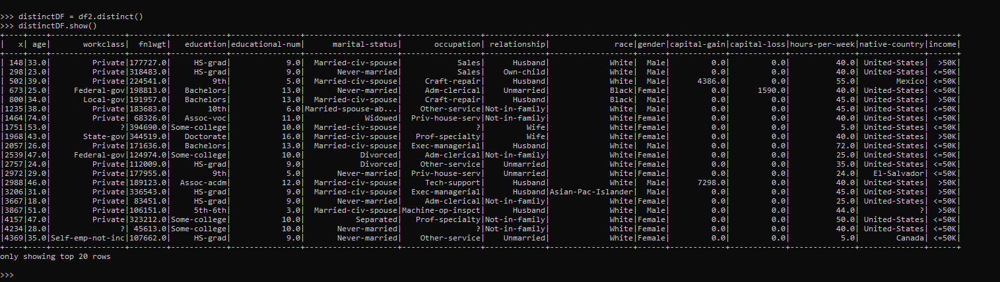 >>> distinctDF = df2.distinct()
>>> distinctDF.show()
+----+----+----------------+--------+------------+---------------+--------------------+-----------------+-------------+------------------+------+------------+------------+--------------+--------------+------+
|   x| age|       workclass|  fnlwgt|   education|educational-num|      marital-status|       occupation| relationship|              race|gender|capital-gain|capital-loss|hours-per-week|native-country|income|
+----+----+----------------+--------+------------+---------------+--------------------+-----------------+-------------+------------------+------+------------+------------+--------------+--------------+------+
| 148|33.0|         Private|177727.0|     HS-grad|            9.0|  Married-civ-spouse|            Sales|      Husband|             White|  Male|         0.0|         0.0|          40.0| United-States|  >50K|
| 298|23.0|         Private|318483.0|     HS-grad|            9.0|       Never-married|            Sales|    Own-child|             White|  Male|         0.0|         0.0|          40.0| United-States| <=50K|
| 502|39.0|         Private|224541.0|         9th|            5.0|  Married-civ-spouse|     Craft-repair|      Husband|             White|  Male|      4386.0|         0.0|          55.0|        Mexico| <=50K|
| 673|25.0|     Federal-gov|198813.0|   Bachelors|           13.0|       Never-married|     Adm-clerical|    Unmarried|             Black|Female|         0.0|      1590.0|          40.0| United-States| <=50K|
| 800|34.0|       Local-gov|191957.0|   Bachelors|           13.0|  Married-civ-spouse|     Craft-repair|      Husband|             Black|  Male|         0.0|         0.0|          45.0| United-States|  >50K|
|1235|38.0|         Private|183683.0|        10th|            6.0|Married-spouse-ab...|    Other-service|Not-in-family|             White|  Male|         0.0|         0.0|          45.0| United-States| <=50K|
|1464|74.0|         Private| 68326.0|   Assoc-voc|           11.0|             Widowed|  Priv-house-serv|Not-in-family|             White|Female|         0.0|         0.0|          40.0| United-States| <=50K|
|1751|53.0|               ?|394690.0|Some-college|           10.0|  Married-civ-spouse|                ?|         Wife|             White|Female|         0.0|         0.0|           5.0| United-States| <=50K|
|1968|43.0|       State-gov|344519.0|   Doctorate|           16.0|  Married-civ-spouse|   Prof-specialty|         Wife|             White|Female|         0.0|         0.0|          40.0| United-States|  >50K|
|2057|26.0|         Private|171636.0|   Bachelors|           13.0|  Married-civ-spouse|  Exec-managerial|      Husband|             White|  Male|         0.0|         0.0|          72.0| United-States| <=50K|
|2539|47.0|     Federal-gov|124974.0|Some-college|           10.0|            Divorced|     Adm-clerical|Not-in-family|             White|Female|         0.0|         0.0|          25.0| United-States| <=50K|
|2757|24.0|         Private|112009.0|     HS-grad|            9.0|            Divorced|    Other-service|    Unmarried|             White|Female|         0.0|         0.0|          35.0| United-States| <=50K|
|2972|29.0|         Private|177955.0|         9th|            5.0|       Never-married|  Priv-house-serv|    Unmarried|             White|Female|         0.0|         0.0|          24.0|   El-Salvador| <=50K|
|2988|46.0|         Private|189123.0|  Assoc-acdm|           12.0|  Married-civ-spouse|     Tech-support|      Husband|             White|  Male|      7298.0|         0.0|          40.0| United-States|  >50K|
|3206|31.0|         Private|336543.0|     HS-grad|            9.0|  Married-civ-spouse|  Exec-managerial|      Husband|Asian-Pac-Islander|  Male|         0.0|         0.0|          45.0| United-States|  >50K|
|3667|18.0|         Private| 83451.0|     HS-grad|            9.0|       Never-married|     Adm-clerical|Not-in-family|             White|Female|         0.0|         0.0|          25.0| United-States| <=50K|
|3867|51.0|         Private|106151.0|     5th-6th|            3.0|  Married-civ-spouse|Machine-op-inspct|      Husband|             White|  Male|         0.0|         0.0|          44.0|             ?|  >50K|
|4157|47.0|         Private|323212.0|Some-college|           10.0|           Separated|   Prof-specialty|Not-in-family|             White|Female|         0.0|         0.0|          50.0| United-States| <=50K|
|4234|28.0|               ?| 45613.0|Some-college|           10.0|       Never-married|                ?|Not-in-family|             White|Female|         0.0|         0.0|          40.0| United-States| <=50K|
|4369|35.0|Self-emp-not-inc|107662.0|     HS-grad|            9.0|       Never-married|    Other-service|    Unmarried|             White|Female|         0.0|         0.0|           5.0|        Canada| <=50K|
+----+----+----------------+--------+------------+---------------+--------------------+-----------------+-------------+------------------+------+------------+------------+--------------+--------------+------+
only showing top 20 rows
>>>